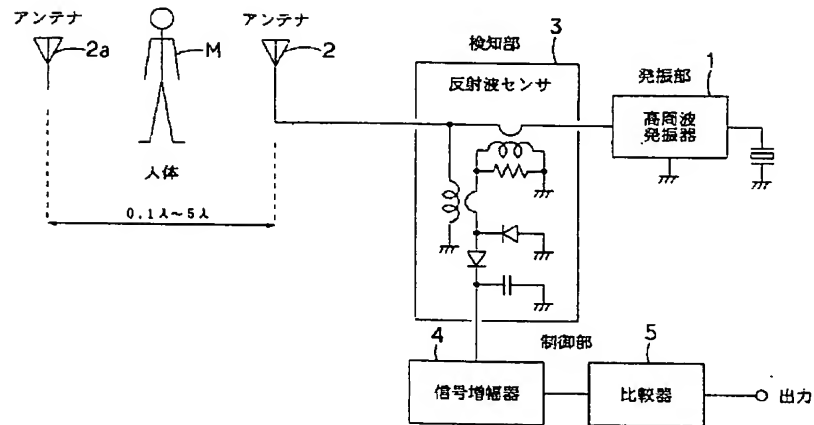 アンテナ
2a
M
人体
アンテナ
2
0.1λ〜5λ
検知部
3
反射波センサ
発振部
1
高周波
発振器
制御部
4
信号増幅器
5
比較器
出力